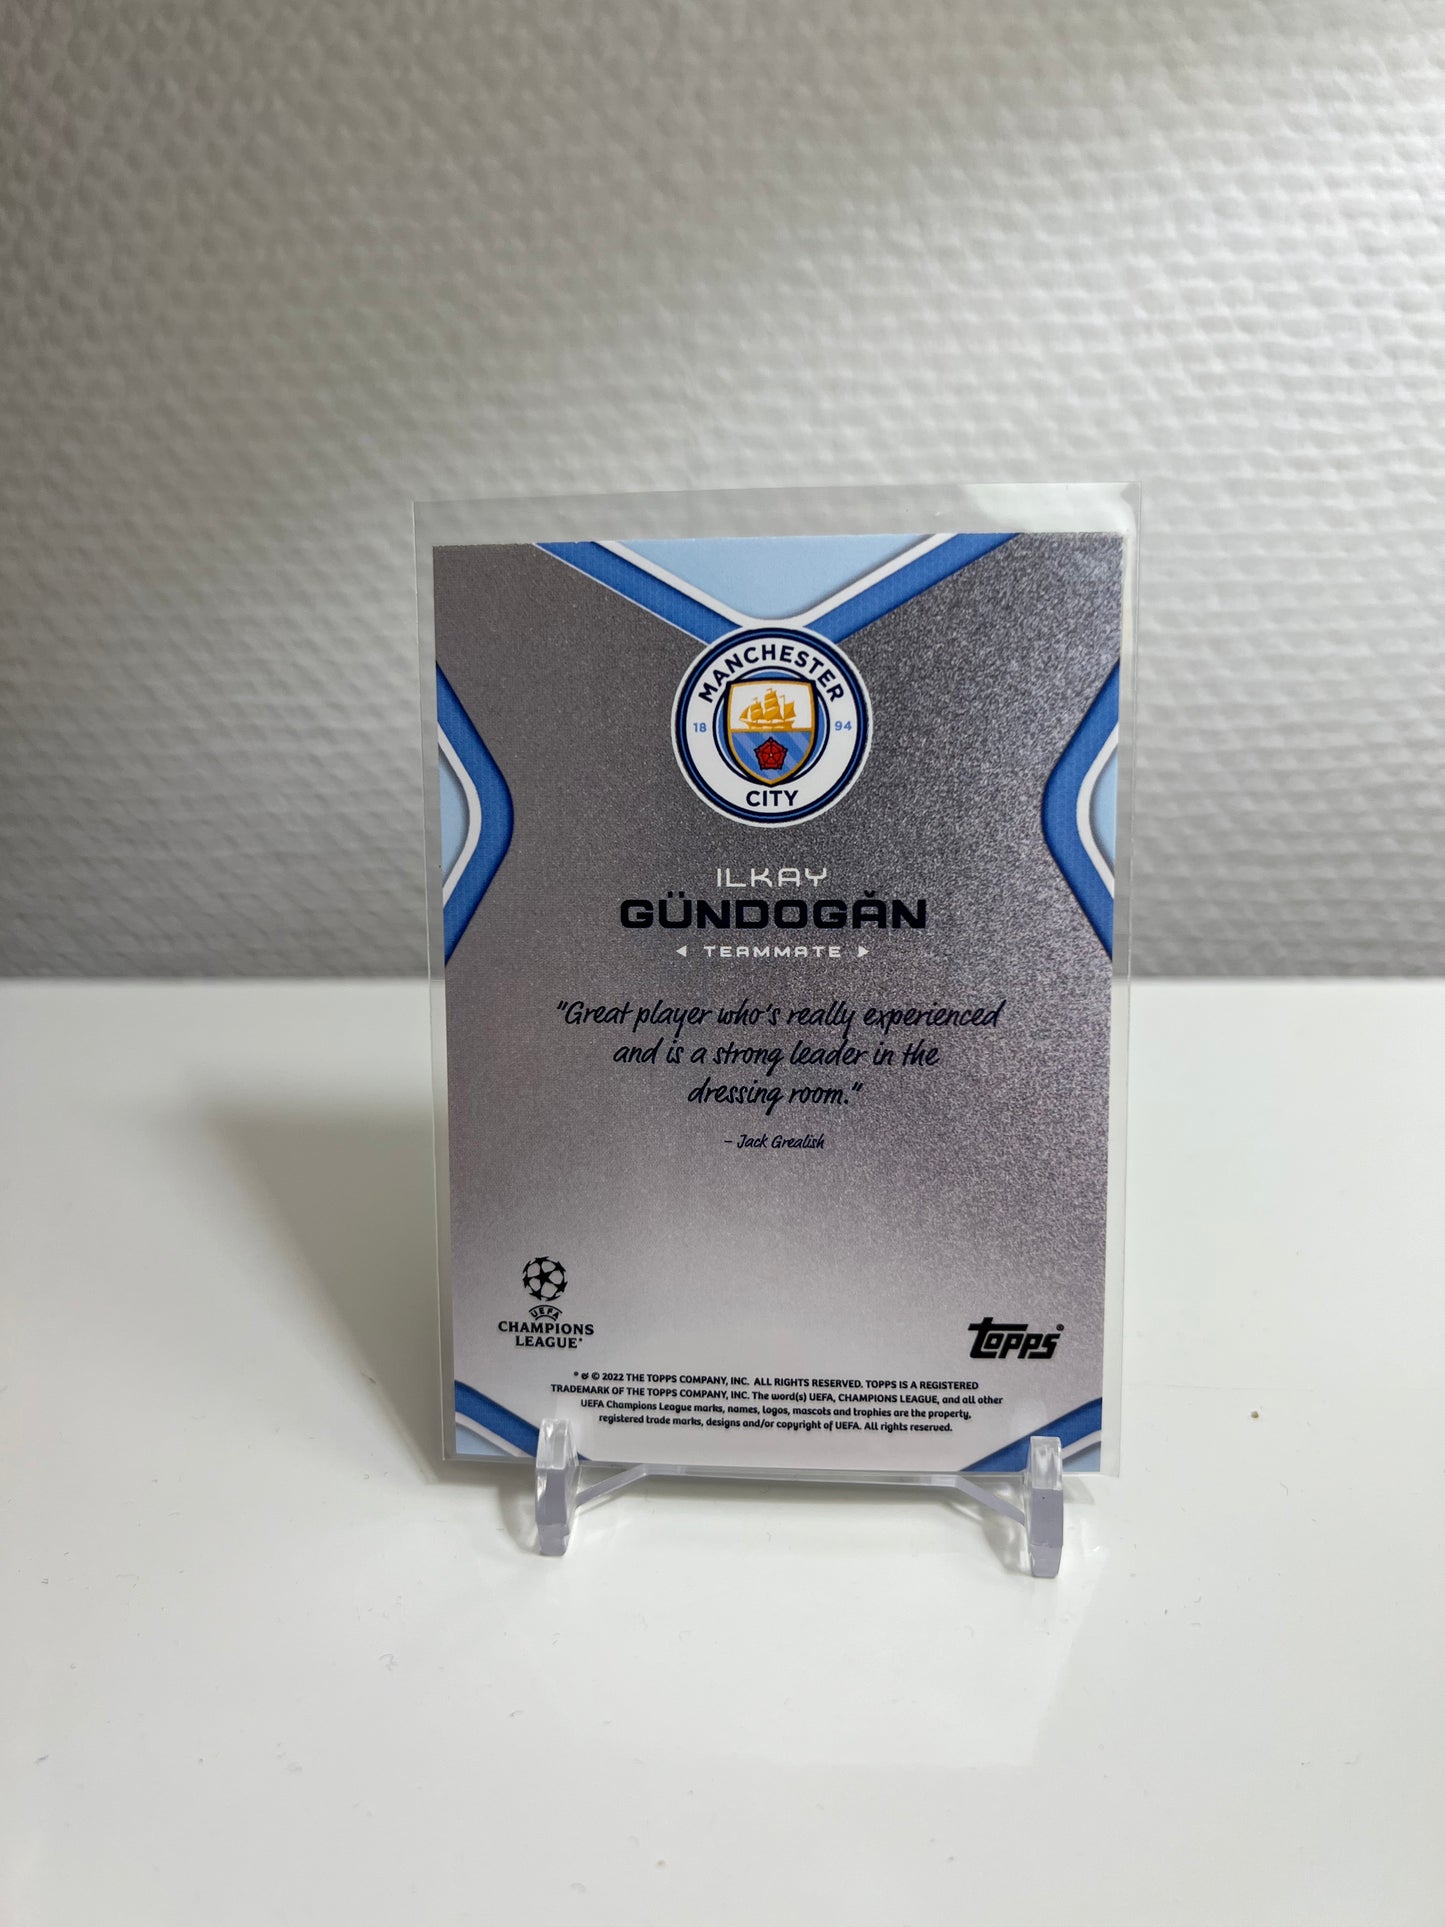 MANCHESTER
18 94
CITY
ILKAY
GÜNDOGĂN
◄ TEAMMATE ►
"Great player who's really experienced
and is a strong leader in the
dressing room."
– Jack Grealish
UEFA
CHAMPIONS
LEAGUE®
Topps®
® & © 2022 THE TOPPS COMPANY, INC. ALL RIGHTS RESERVED. TOPPS IS A REGISTERED
TRADEMARK OF THE TOPPS COMPANY, INC. The word(s) UEFA, CHAMPIONS LEAGUE, and all other
UEFA Champions League marks, names, logos, mascots and trophies are the property,
registered trade marks, designs and/or copyright of UEFA. All rights reserved.